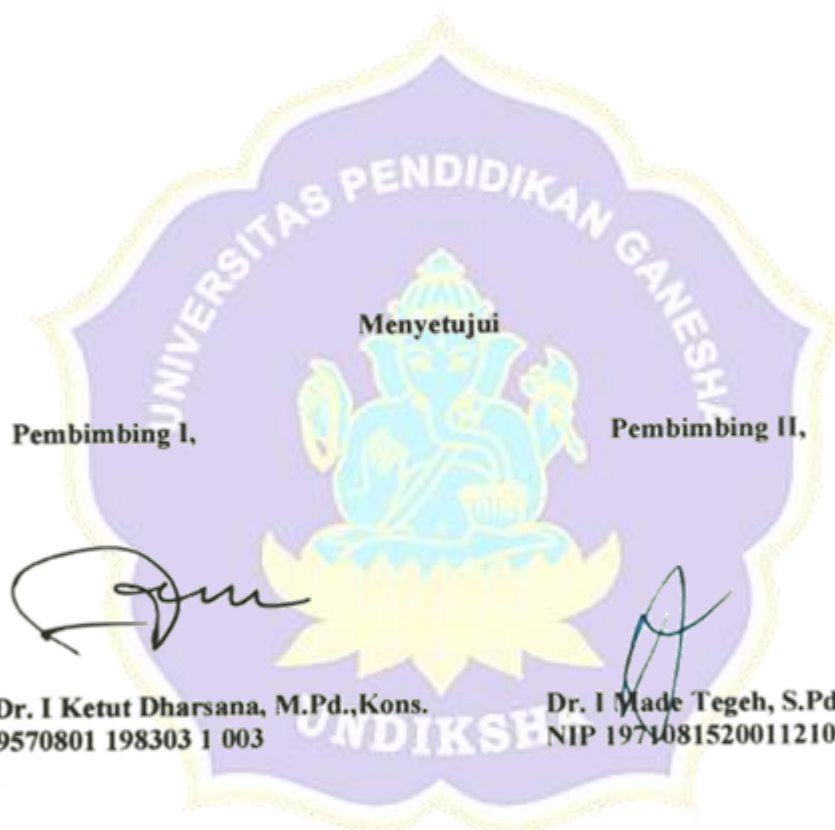 UNIVERSITAS PENDIDIKAN GANESHA
Menyetujui
Pembimbing I,
Pembimbing II,
Dr. I Ketut Dharsana, M.Pd.,Kons.
9570801 198303 1 003
Dr. I Made Tegeh, S.Pd
NIP 1971081520011210
UNDIKSHA